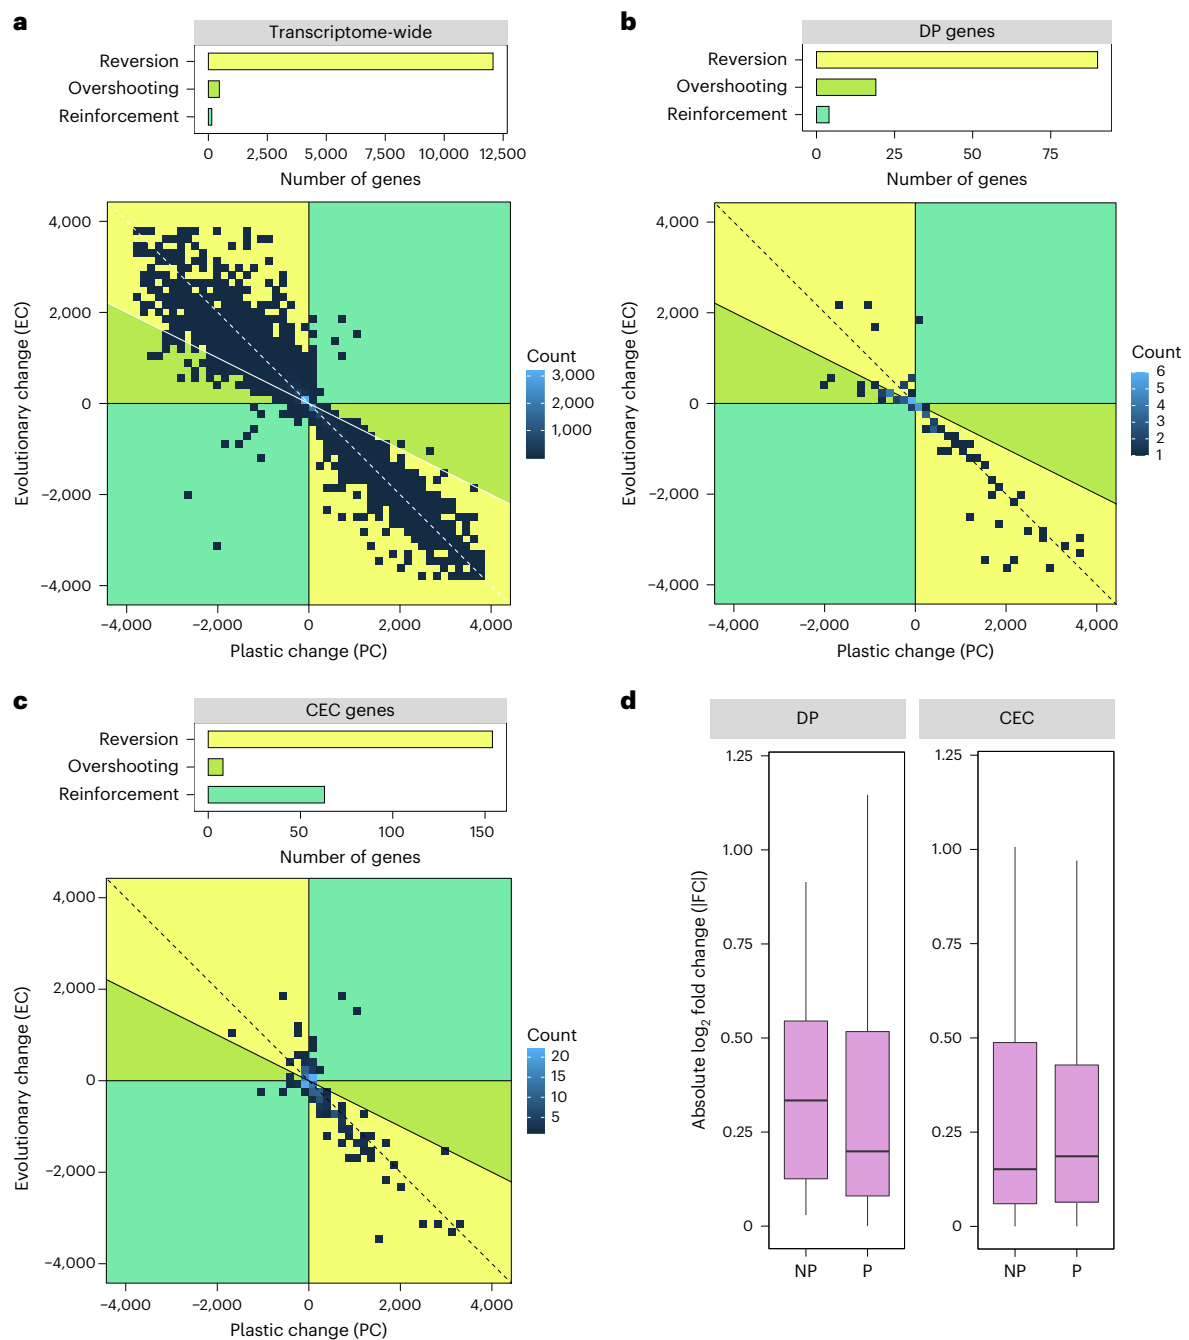 a
Transcriptome-wide
Reversion
Overshooting
Reinforcement
0 2,500 5,000 7,500 10,000 12,500
Number of genes
4,000
2,000
0
−2,000
−4,000
Evolutionary change (EC)
−4,000 −2,000 0 2,000 4,000
Plastic change (PC)
Count
3,000
2,000
1,000
b
DP genes
Reversion
Overshooting
Reinforcement
0 25 50 75
Number of genes
4,000
2,000
0
−2,000
−4,000
Evolutionary change (EC)
−4,000 −2,000 0 2,000 4,000
Plastic change (PC)
Count
6
5
4
3
2
1
c
CEC genes
Reversion
Overshooting
Reinforcement
0 50 100 150
Number of genes
4,000
2,000
0
−2,000
−4,000
Evolutionary change (EC)
−4,000 −2,000 0 2,000 4,000
Plastic change (PC)
Count
20
15
10
5
d
DP CEC
1.25 1.25
1.00 1.00
0.75 0.75
0.50 0.50
0.25 0.25
0 0
Absolute log2 fold change (|FC|)
NP P NP P